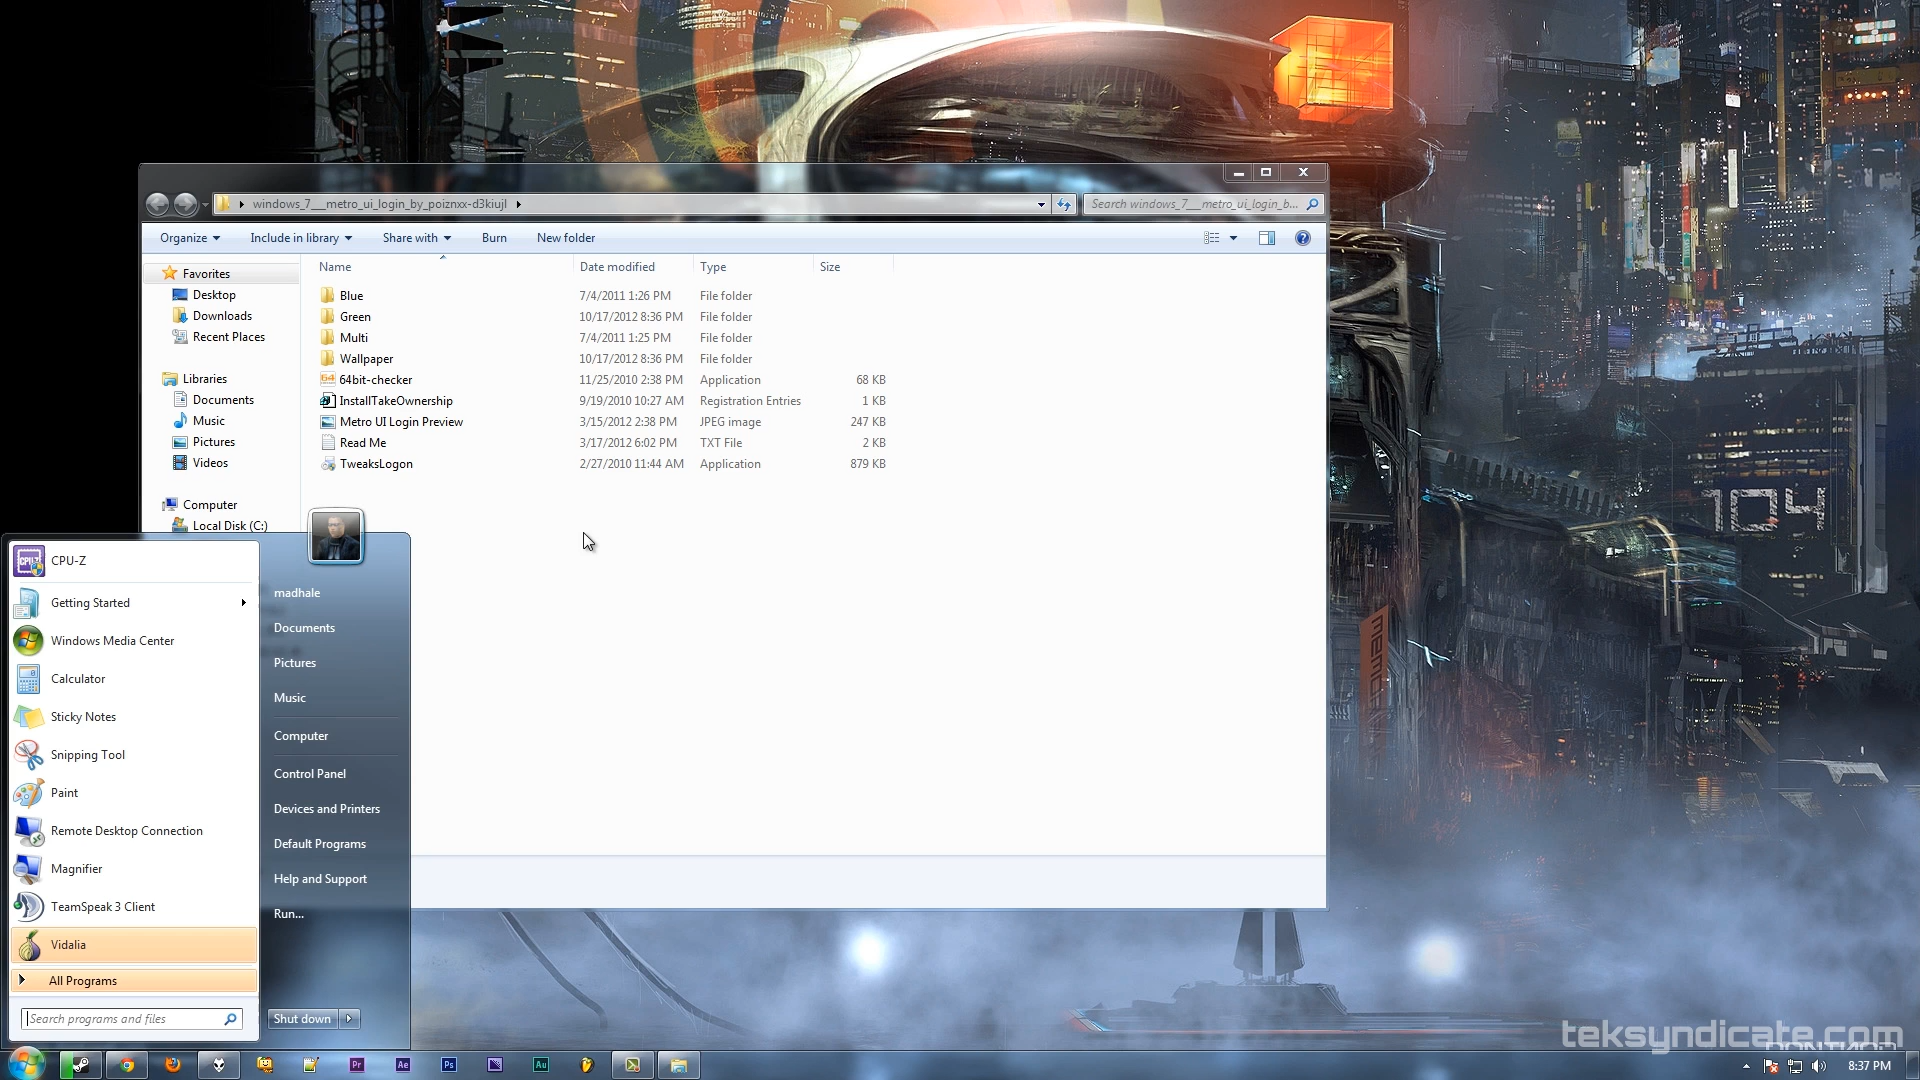 windows_7___metro_ui_login_by_poiznxx-d3kiujl
Search windows_7___metro_ui_login_b...
Organize Include in library Share with Burn New folder
Name Date modified Type Size
Favorites
Desktop
Downloads
Recent Places
Libraries
Documents
Music
Pictures
Videos
Computer
Local Disk (C:)
Blue 7/4/2011 1:26 PM File folder
Green 10/17/2012 8:36 PM File folder
Multi 7/4/2011 1:25 PM File folder
Wallpaper 10/17/2012 8:36 PM File folder
64bit-checker 11/25/2010 2:38 PM Application 68 KB
InstallTakeOwnership 9/19/2010 10:27 AM Registration Entries 1 KB
Metro UI Login Preview 3/15/2012 2:38 PM JPEG image 247 KB
Read Me 3/17/2012 6:02 PM TXT File 2 KB
TweaksLogon 2/27/2010 11:44 AM Application 879 KB
104
CPU-Z
Getting Started
Windows Media Center
Calculator
Sticky Notes
Snipping Tool
Paint
Remote Desktop Connection
Magnifier
TeamSpeak 3 Client
Vidalia
All Programs
Search programs and files
madhale
Documents
Pictures
Music
Computer
Control Panel
Devices and Printers
Default Programs
Help and Support
Run...
Shut down
teksyndicate.com
Pr Ae Ps Au
8:37 PM